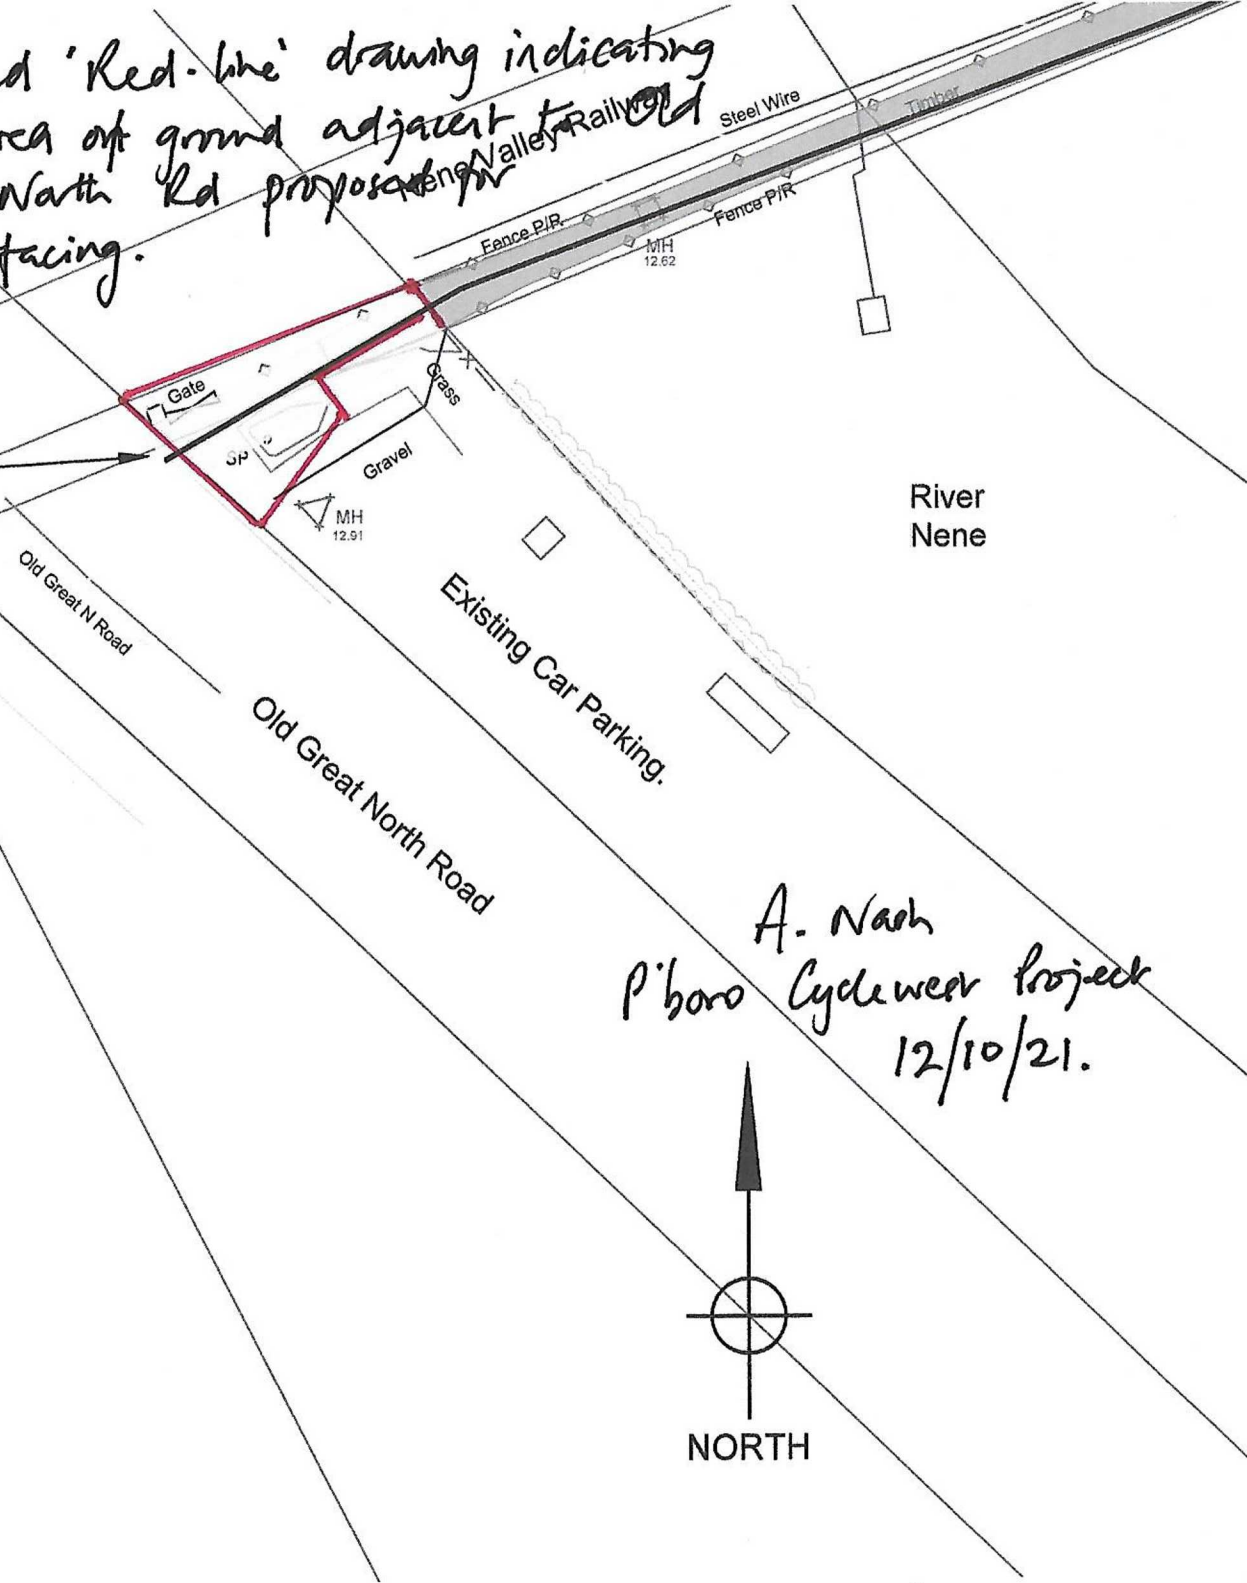 d 'Red-line' drawing indicating
rea of ground adjacent to Old
North Rd proposed for
facing.
Nene Valley Railway
Steel Wire
Timber
Fence P/R
Fence P/R
MH
12.62
Gate
Grass
SP
Gravel
MH
12.91
River
Nene
Old Great N Road
Existing Car Parking.
Old Great North Road
A. Nash
P'boro Cyclewest Project
12/10/21.
NORTH